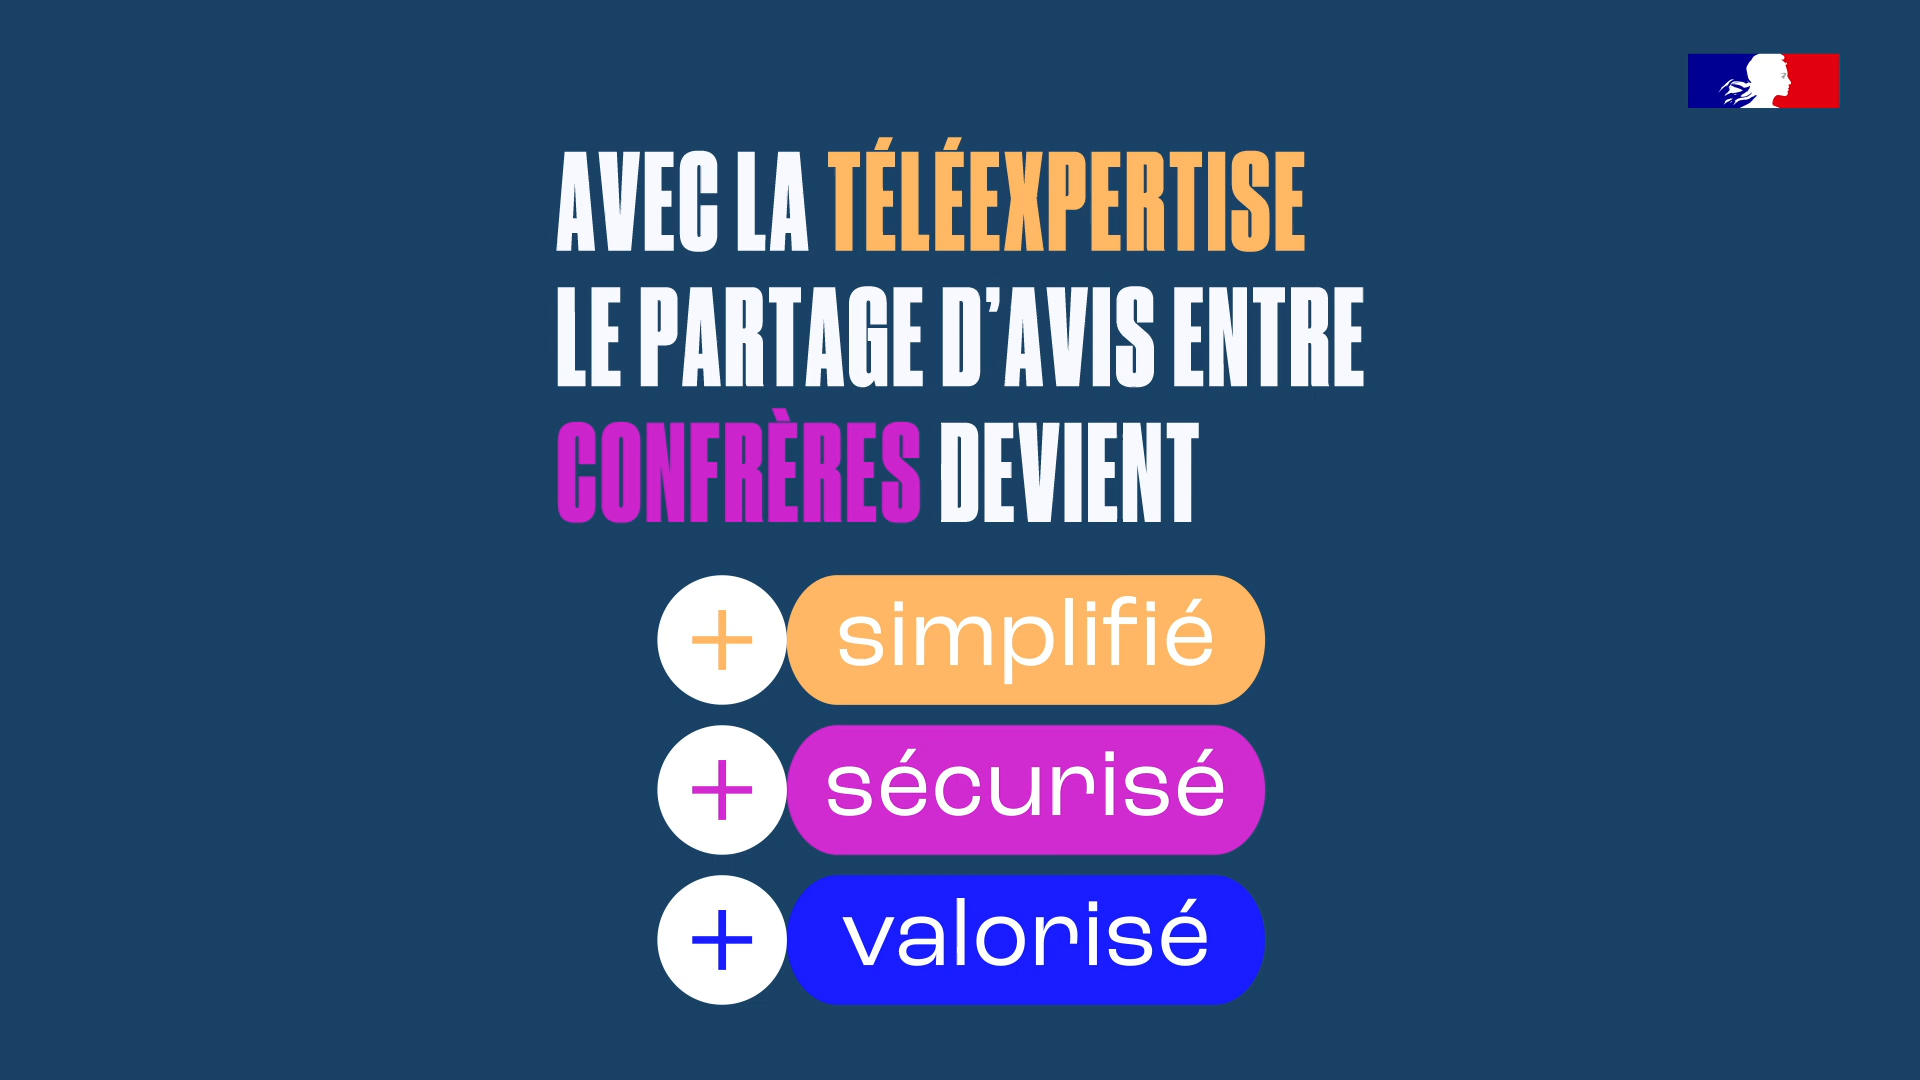 AVEC LA TÉLÉEXPERTISE
LE PARTAGE D’AVIS ENTRE
CONFRÈRES DEVIENT
+ simplifié
+ sécurisé
+ valorisé